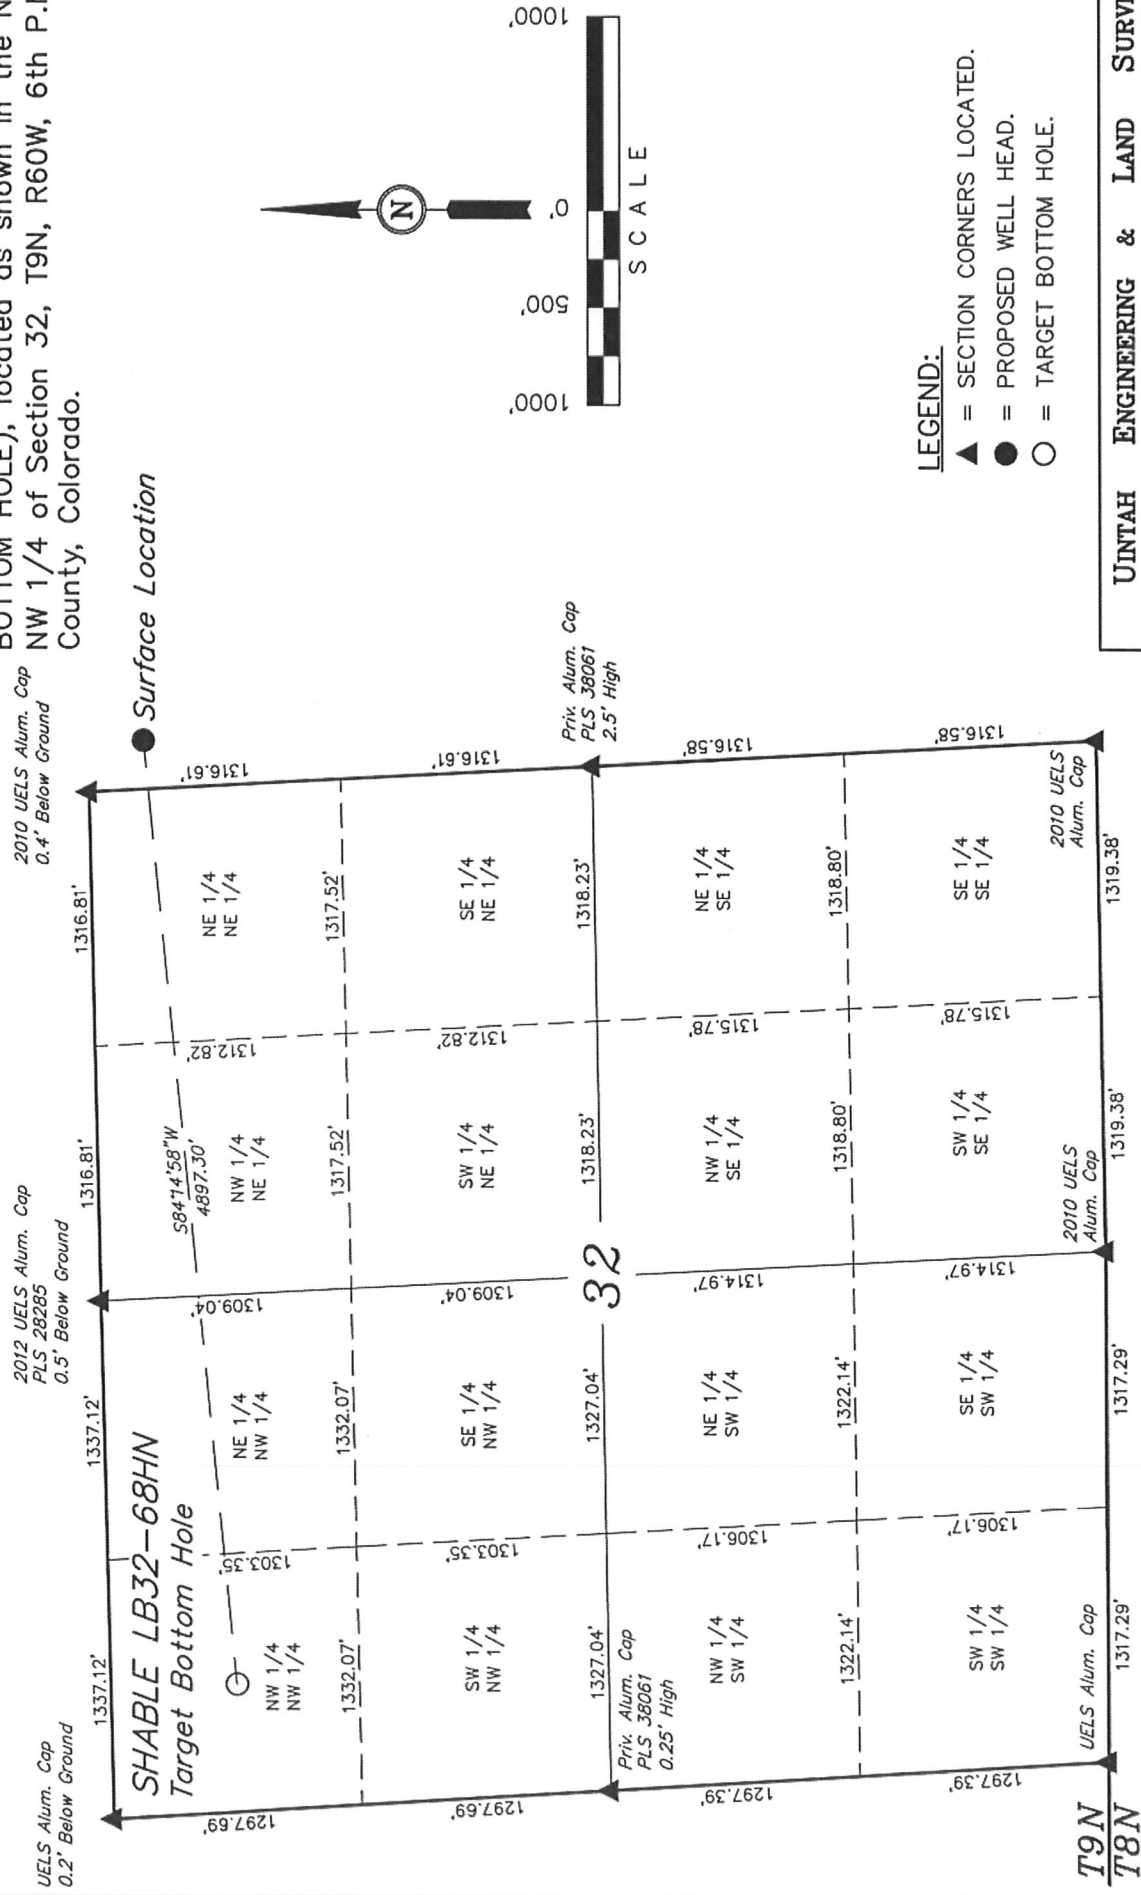 BOTTOM HOLE), located as shown in the
NW 1/4 of Section 32, T9N, R60W, 6th
County, Colorado.
UELS Alum. Cap
0.2' Below Ground
2012 UELS Alum. Cap
PLS 28285
0.5' Below Ground
2010 UELS Alum. Cap
0.4' Below Ground
1337.12'
1337.12'
1316.81'
1316.81'
Surface Location
SHABLE LB32-68HN
Target Bottom Hole
S84°14'58"W
4897.30'
1297.69'
1303.35'
1309.04'
1312.82'
1316.61'
NW 1/4
NW 1/4
NE 1/4
NW 1/4
NW 1/4
NE 1/4
NE 1/4
NE 1/4
1332.07'
1332.07'
1317.52'
1317.52'
1297.69'
1303.35'
1309.04'
1312.82'
1316.61'
SW 1/4
NW 1/4
SE 1/4
NW 1/4
SW 1/4
NE 1/4
SE 1/4
NE 1/4
1327.04'
1327.04'
32
1318.23'
1318.23'
Priv. Alum. Cap
PLS 38061
0.25' High
Priv. Alum. Cap
PLS 38061
2.5' High
1297.39'
1306.17'
1314.97'
1315.78'
1316.58'
NW 1/4
SW 1/4
NE 1/4
SW 1/4
NW 1/4
SE 1/4
NE 1/4
SE 1/4
1322.14'
1322.14'
1318.80'
1318.80'
1297.39'
1306.17'
1314.97'
1315.78'
1316.58'
SW 1/4
SW 1/4
SE 1/4
SW 1/4
SW 1/4
SE 1/4
SE 1/4
SE 1/4
UELS Alum. Cap
2010 UELS
Alum. Cap
2010 UELS
Alum. Cap
1317.29'
1317.29'
1319.38'
1319.38'
T9N
T8N
N
1000'
500'
0'
1000'
SCALE
LEGEND:
= SECTION CORNERS LOCATED.
= PROPOSED WELL HEAD.
= TARGET BOTTOM HOLE.
UINTAH ENGINEERING & LAND